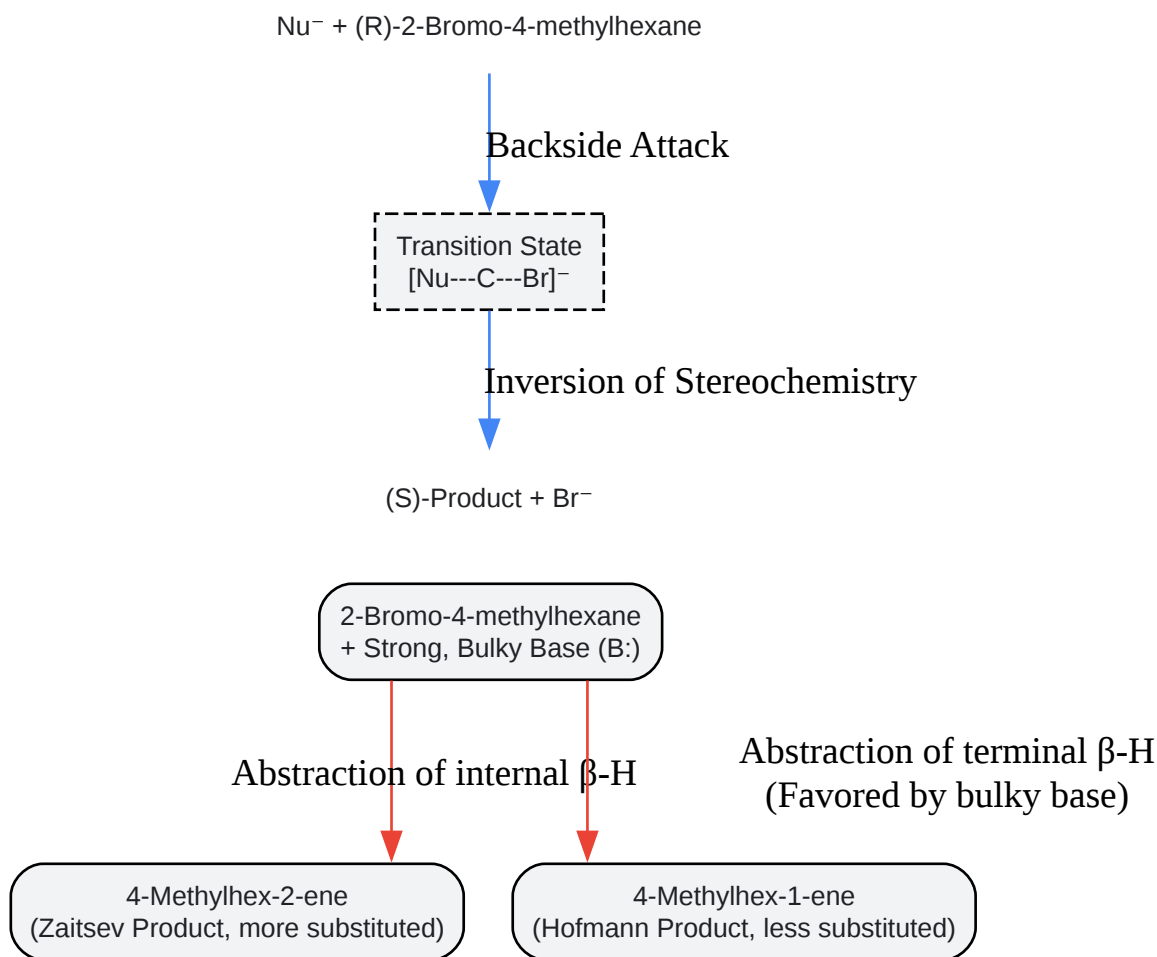 Nu⁻ + (R)-2-Bromo-4-methylhexane
Backside Attack
Transition State
[Nu---C---Br]⁻
Inversion of Stereochemistry
(S)-Product + Br⁻
2-Bromo-4-methylhexane
+ Strong, Bulky Base (B:)
Abstraction of internal β-H
Abstraction of terminal β-H
(Favored by bulky base)
4-Methylhex-2-ene
(Zaitsev Product, more substituted)
4-Methylhex-1-ene
(Hofmann Product, less substituted)